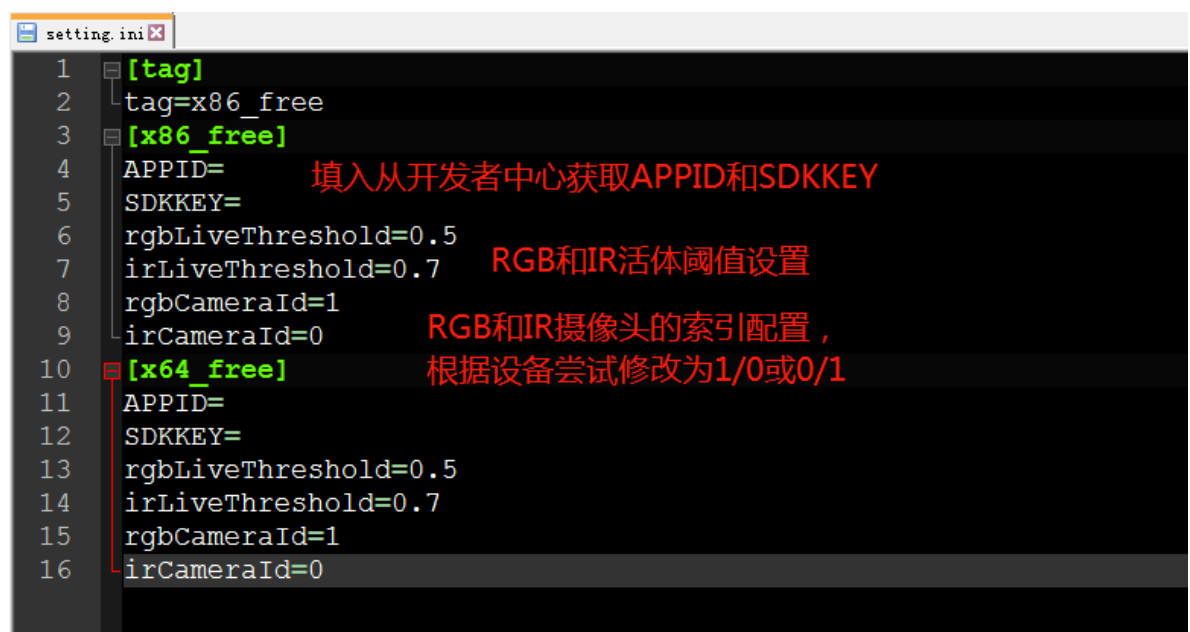 setting.ini
1 [tag]
2 tag=x86_free
3 [x86_free]
4 APPID=
填入从开发者中心获取APPID和SDKKEY
5 SDKKEY=
6 rgbLiveThreshold=0.5
RGB和IR活体阈值设置
7 irLiveThreshold=0.7
8 rgbCameraId=1
RGB和IR摄像头的索引配置，
9 irCameraId=0
10 [x64_free]
根据设备尝试修改为1/0或0/1
11 APPID=
12 SDKKEY=
13 rgbLiveThreshold=0.5
14 irLiveThreshold=0.7
15 rgbCameraId=1
16 irCameraId=0